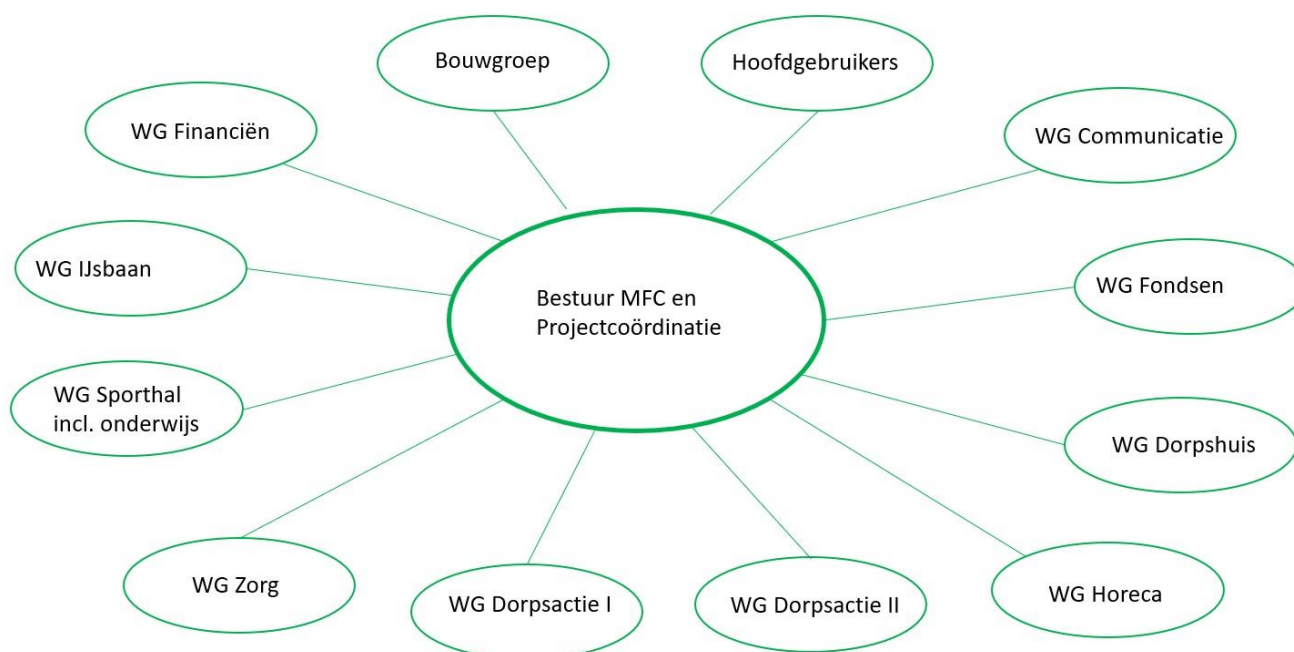 Bouwgroep
Hoofdgebruikers
WG Financiën
WG Communicatie
WG IJsbaan
WG Fondsen
Bestuur MFC en
Projectcoördinatie
WG Sporthal
incl. onderwijs
WG Dorpshuis
WG Zorg
WG Dorpsactie I
WG Dorpsactie II
WG Horeca